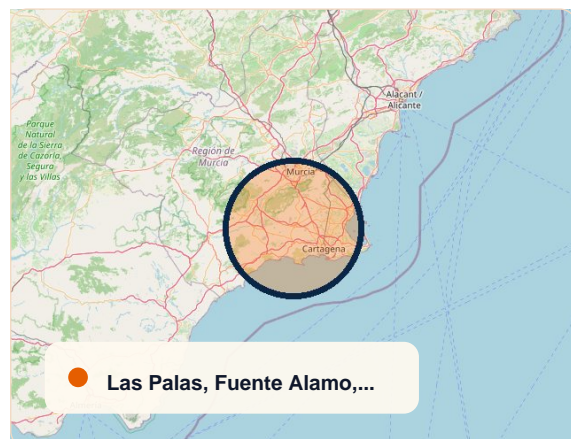 Alacant /
Alicante
Parque
Natural
de la Sierra
de Cazorla,
Segura
y las Villas
Región de
Murcia
Murcia
Cartagena
Las Palas, Fuente Alamo,...